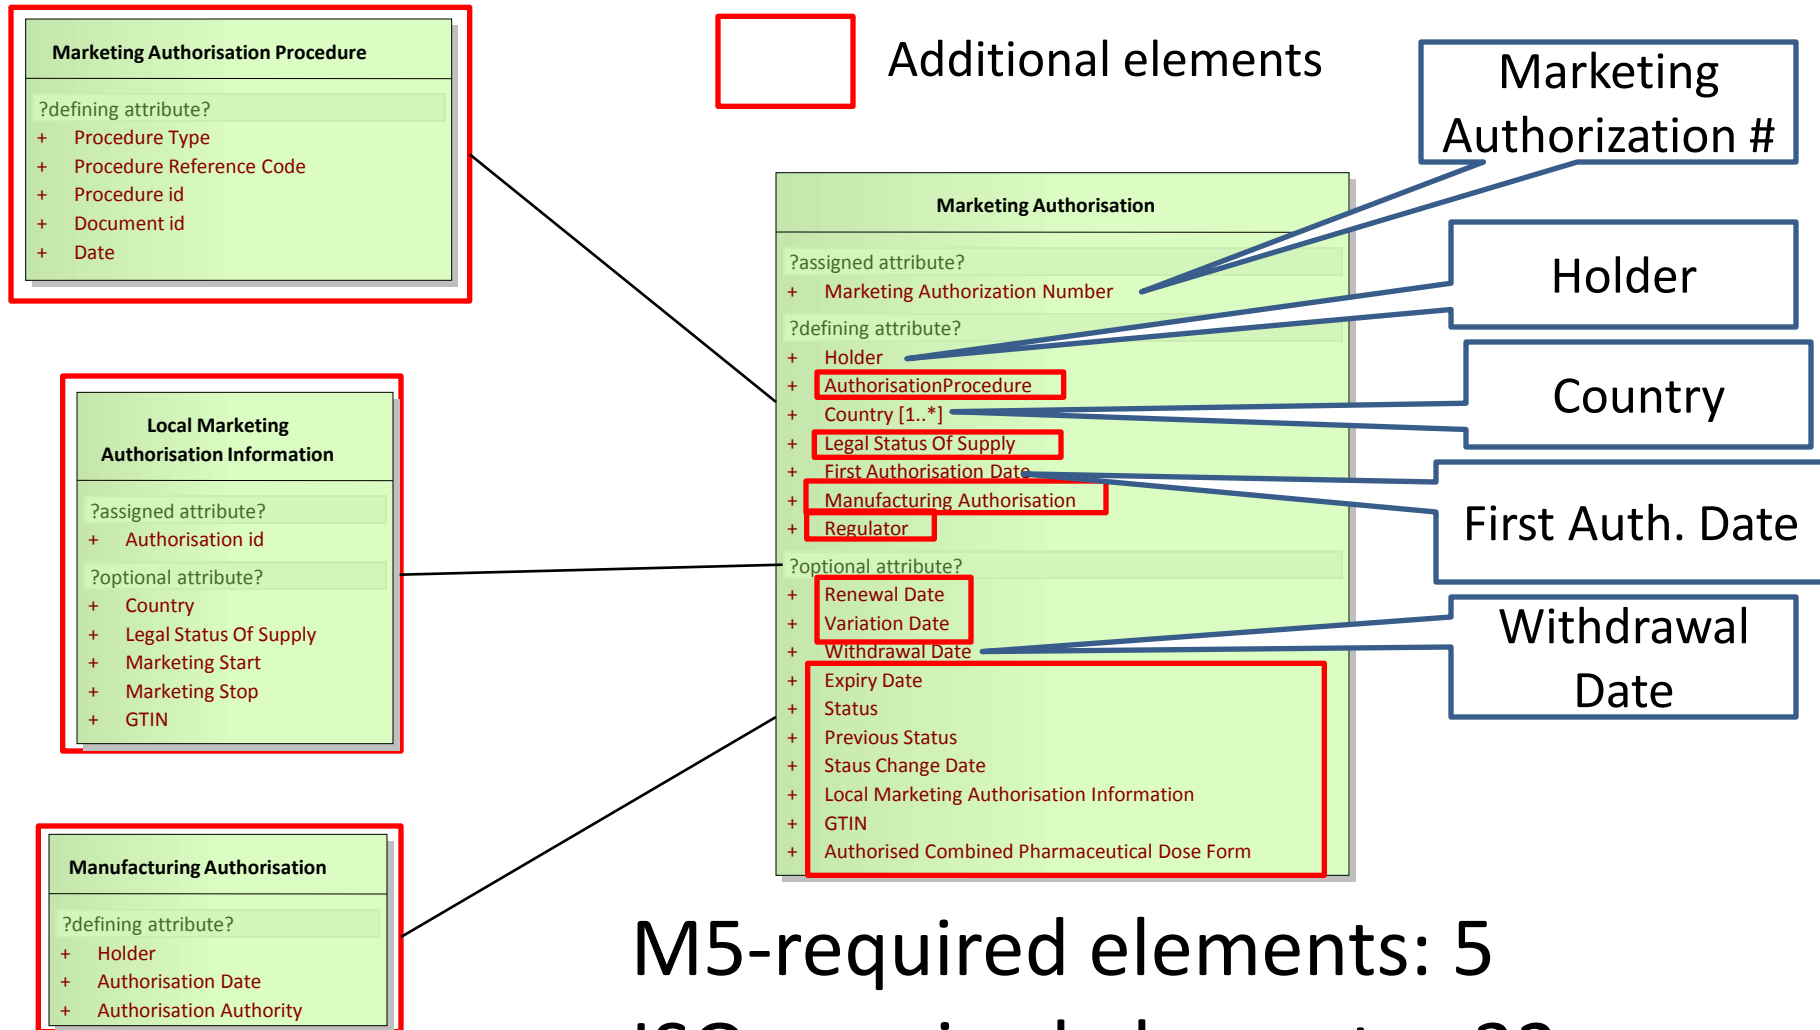 Marketing Authorisation Procedure
?defining attribute?
+ Procedure Type
+ Procedure Reference Code
+ Procedure id
+ Document id
+ Date
Additional elements
Marketing
Authorization #
Marketing Authorisation
?assigned attribute?
+ Marketing Authorization Number
?defining attribute?
+ Holder
+ AuthorisationProcedure
+ Country [1..*]
+ Legal Status Of Supply
+ First Authorisation Date
+ Manufacturing Authorisation
+ Regulator
?optional attribute?
+ Renewal Date
+ Variation Date
+ Withdrawal Date
+ Expiry Date
+ Status
+ Previous Status
+ Staus Change Date
+ Local Marketing Authorisation Information
+ GTIN
+ Authorised Combined Pharmaceutical Dose Form
Holder
Country
First Auth. Date
Withdrawal
Date
Local Marketing
Authorisation Information
?assigned attribute?
+ Authorisation id
?optional attribute?
+ Country
+ Legal Status Of Supply
+ Marketing Start
+ Marketing Stop
+ GTIN
Manufacturing Authorisation
?defining attribute?
+ Holder
+ Authorisation Date
+ Authorisation Authority
M5-required elements: 5